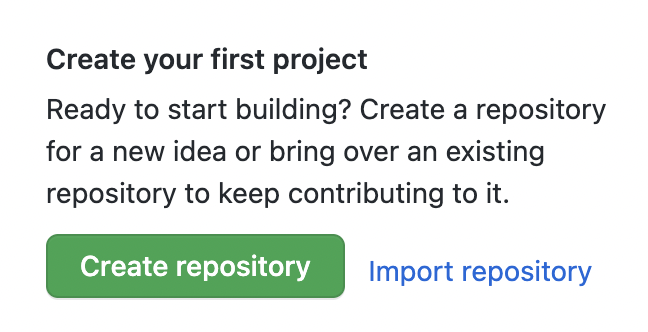 Create your first project
Ready to start building? Create a repository
for a new idea or bring over an existing
repository to keep contributing to it.
Create repository
Import repository